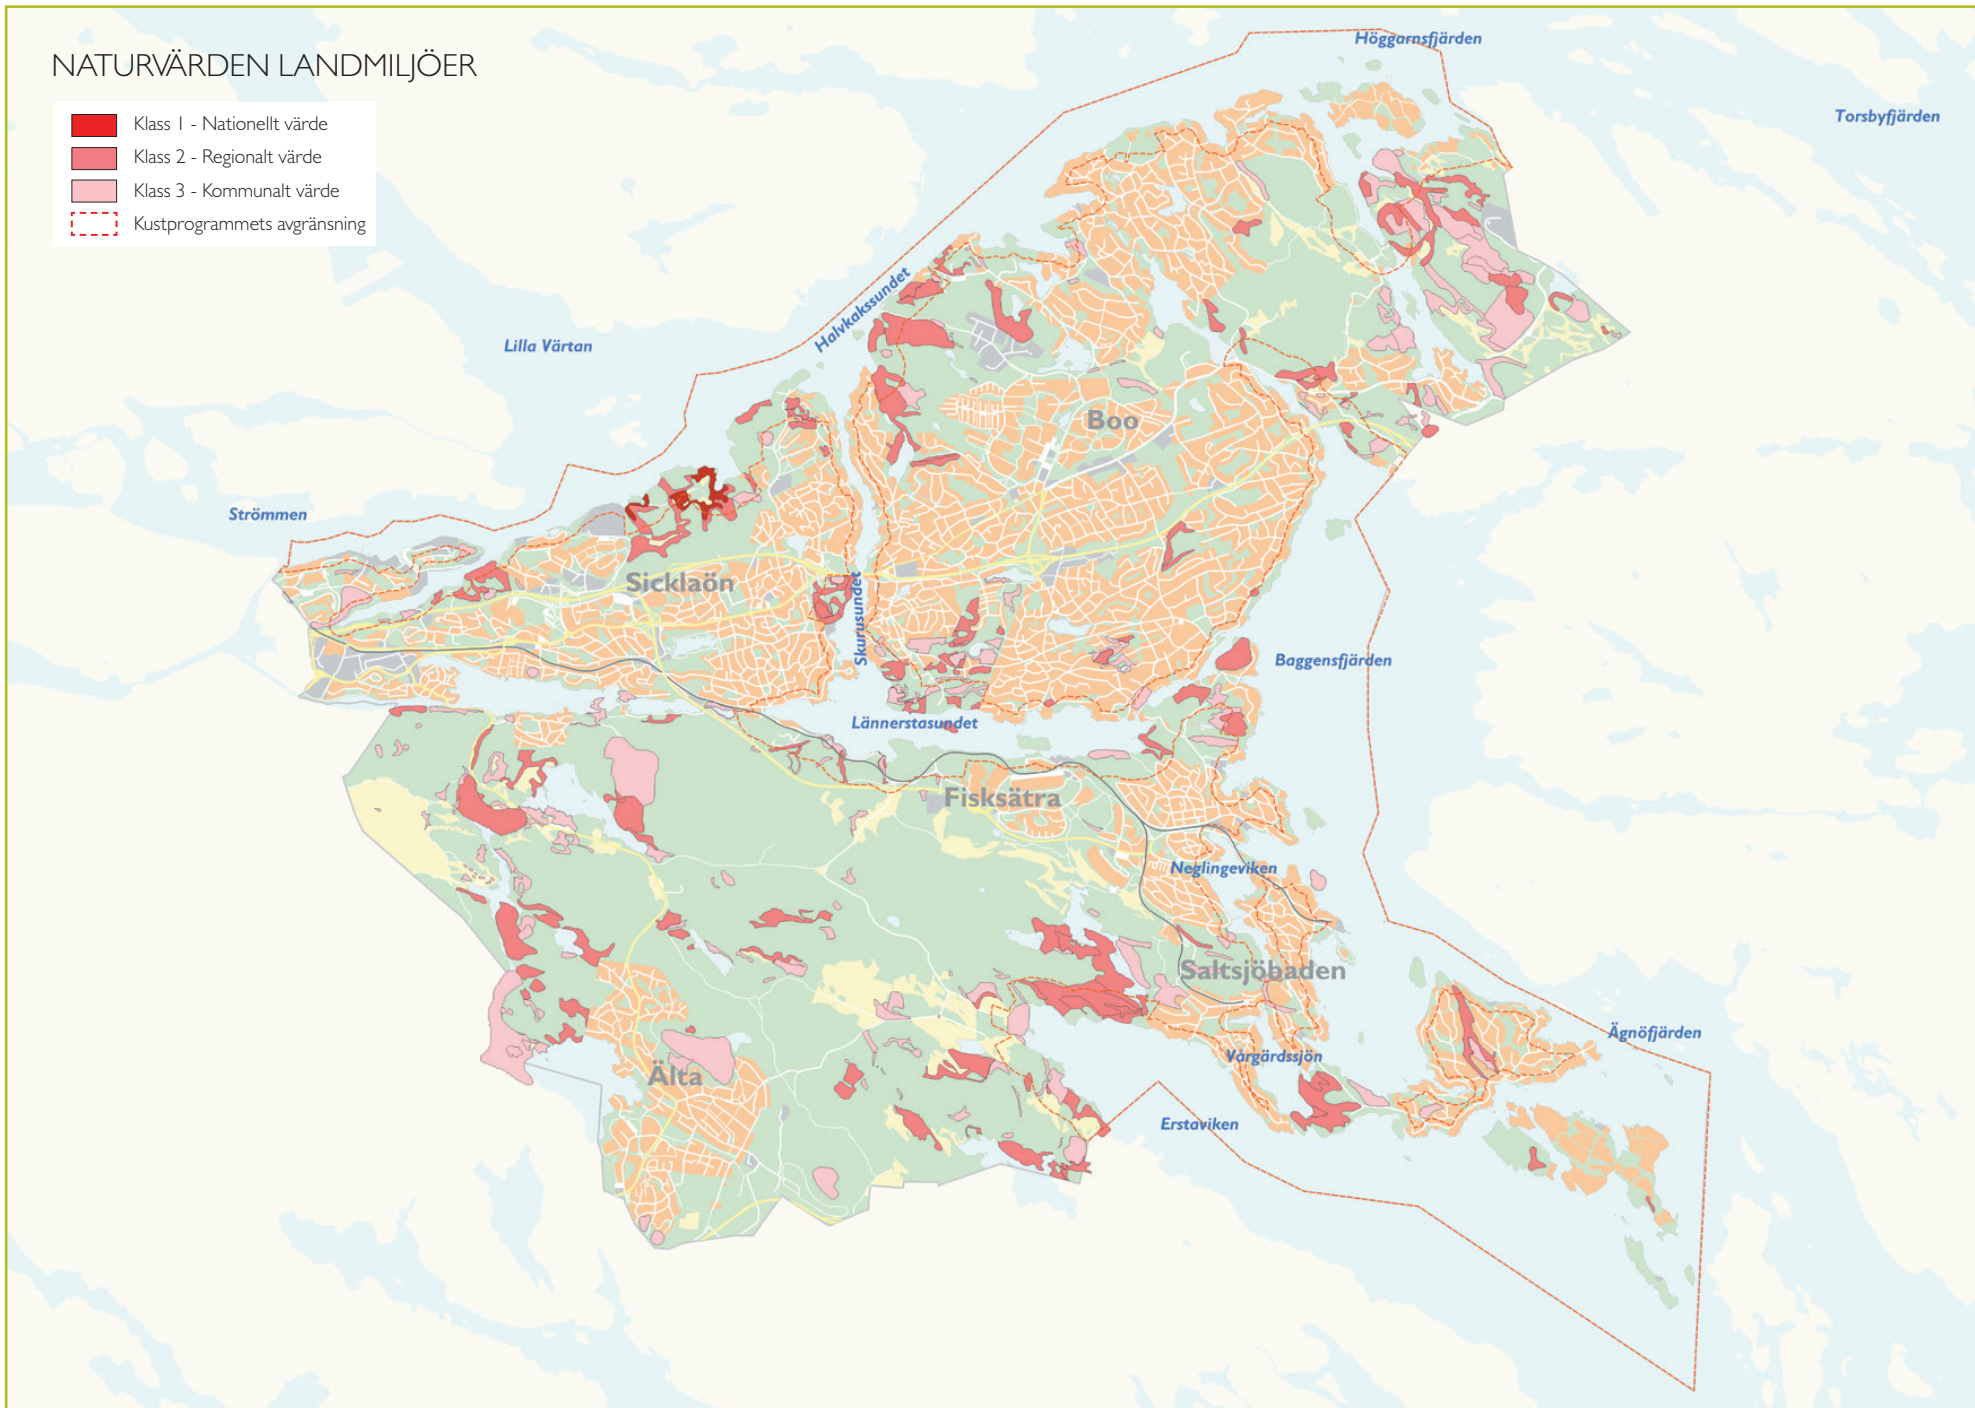 NATURVÄRDEN LANDMILJÖER
Klass 1 - Nationellt värde
Klass 2 - Regionalt värde
Klass 3 - Kommunalt värde
Kustprogrammets avgränsning
Höggarnsfjärden
Torsbyfjärden
Halvkakssundet
Lilla Värtan
Boo
Strömmen
Sicklaön
Skurusundet
Baggensfjärden
Lännerstasundet
Fisksätra
Neglingeviken
Saltsjöbaden
Ägnöfjärden
Vårgärdssjön
Älta
Erstaviken